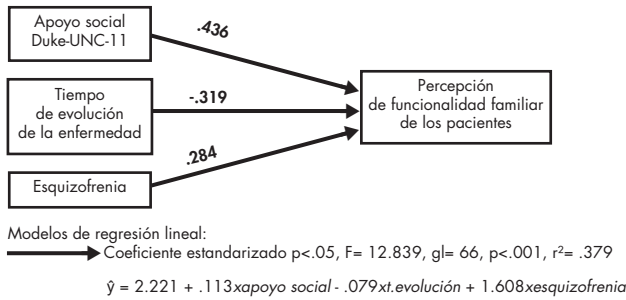 Apoyo social
Duke-UNC-11
.436
Tiempo
de evolución
de la enfermedad
-.319
Percepción
de funcionalidad familiar
de los pacientes
.284
Esquizofrenia
Modelos de regresión lineal:
Coeficiente estandarizado p<.05, F= 12.839, gl= 66, p<.001, r²= .379
ŷ = 2.221 + .113xapoyo social - .079xt.evolución + 1.608xesquizofrenia